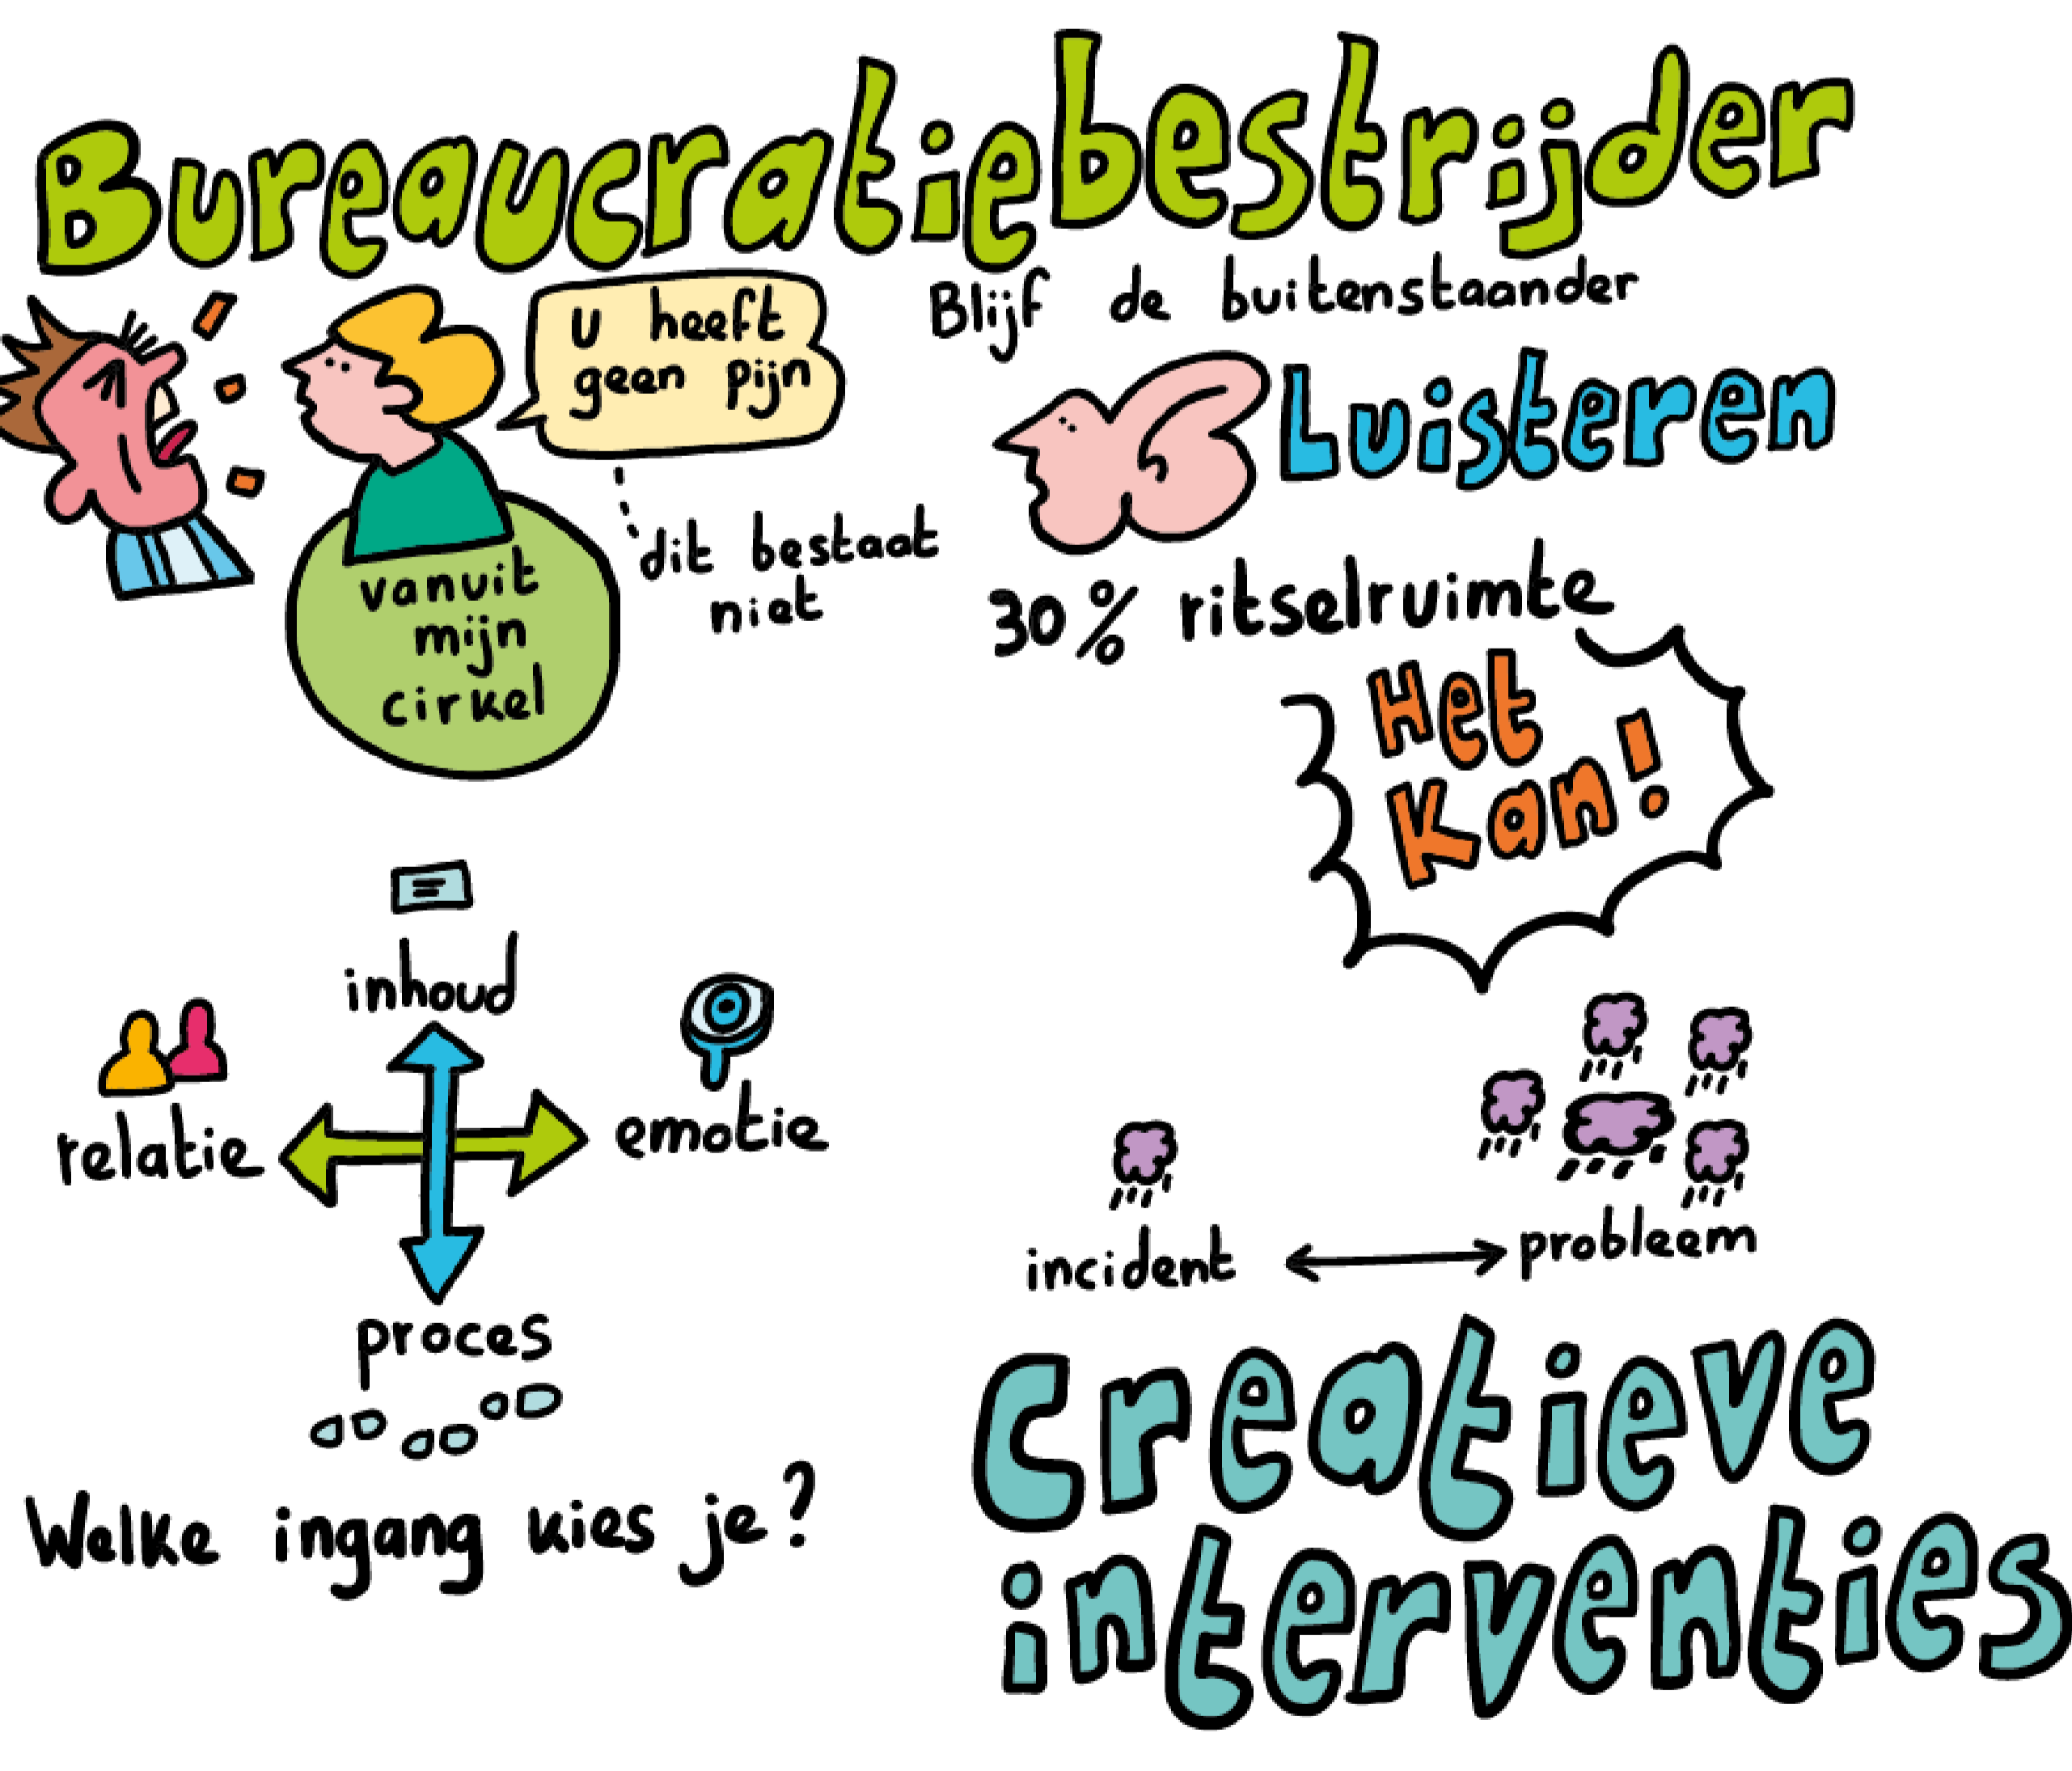 Bureaucratiebestrijder
u heeft
geen pijn
dit bestaat
niet
vanuit
mijn
cirkel
Blijf de buitenstaander
Luisteren
30% ritselruimte
Het
Kan!
inhoud
relatie
emotie
proces
Welke ingang kies je?
incident
probleem
Creatieve
interventies